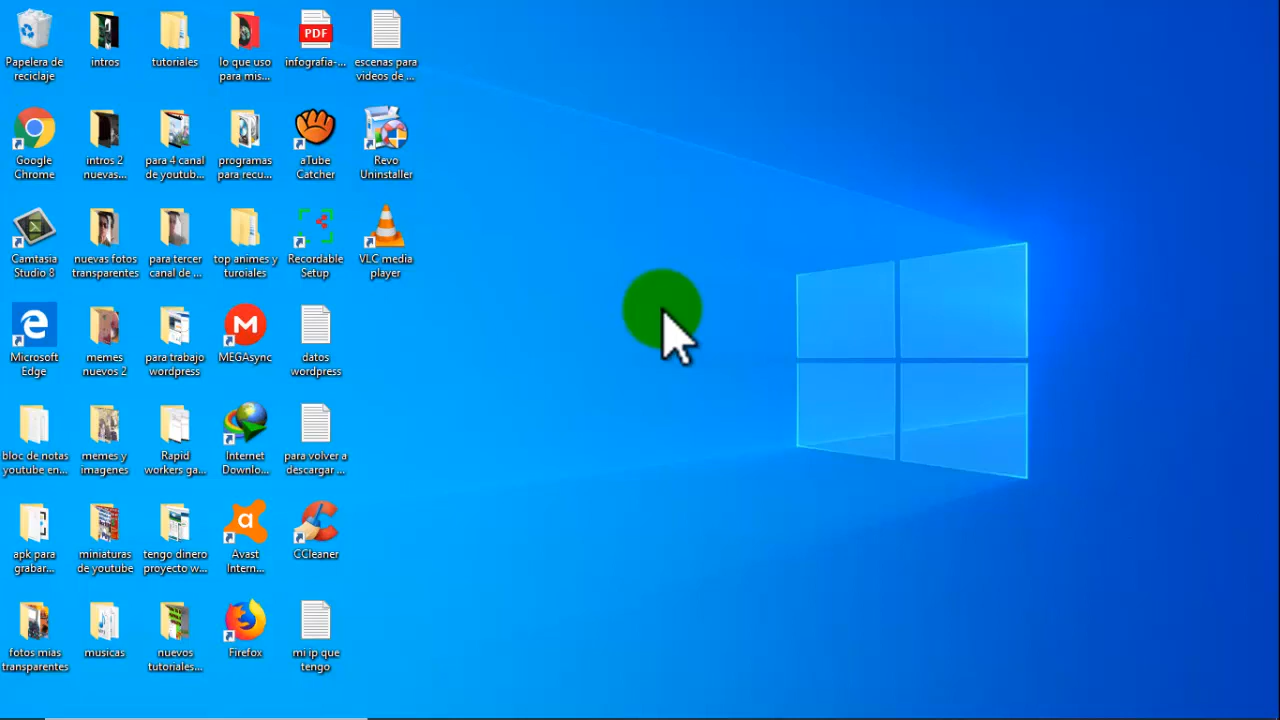 Papelera de
reciclaje
intros
tutoriales
lo que uso
para mis...
PDF
infografia-...
escenas para
videos de ...
Google
Chrome
intros 2
nuevas...
para 4 canal
de youtub...
programas
para recu...
aTube
Catcher
Revo
Uninstaller
Camtasia
Studio 8
nuevas fotos
transparentes
para tercer
canal de ...
top animes y
turoiales
Recordable
Setup
VLC media
player
Microsoft
Edge
memes
nuevos 2
para trabajo
wordpress
MEGAsync
datos
wordpress
bloc de notas
youtube en...
memes y
imagenes
Rapid
workers ga...
Internet
Downlo...
para volver a
descargar ...
apk para
grabar...
miniaturas
de youtube
tengo dinero
proyecto w...
Avast
Intern...
CCleaner
fotos mias
transparentes
musicas
nuevos
tutoriales...
Firefox
mi ip que
tengo